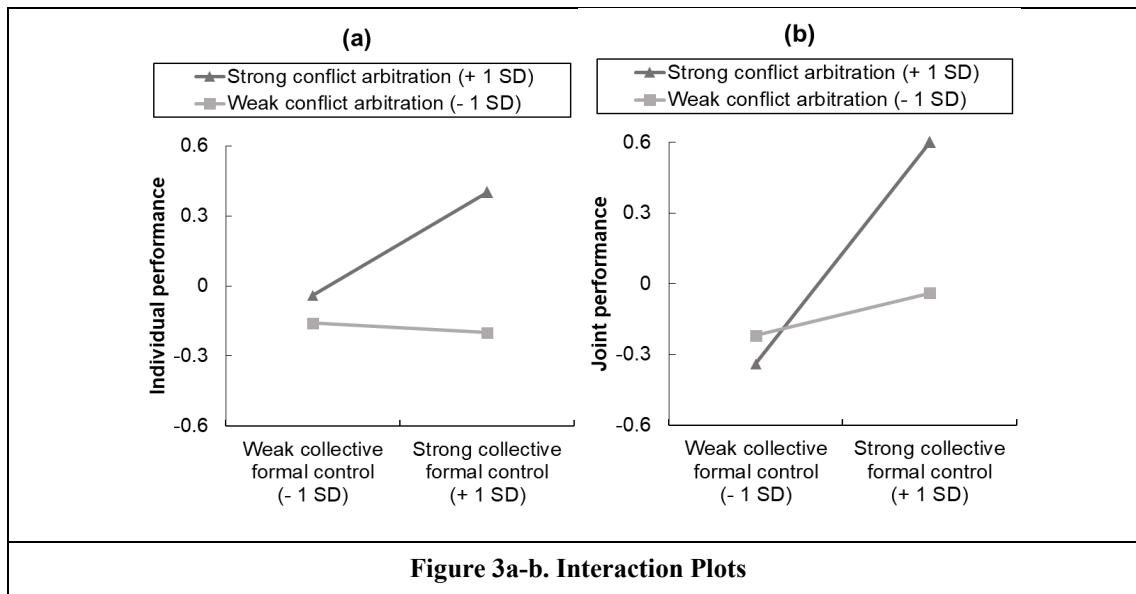 (a)
Strong conflict arbitration (+ 1 SD)
Weak conflict arbitration (- 1 SD)
Individual performance
0.6
0.3
0
-0.3
-0.6
Weak collective
formal control
(- 1 SD)
Strong collective
formal control
(+ 1 SD)
(b)
Strong conflict arbitration (+ 1 SD)
Weak conflict arbitration (- 1 SD)
Joint performance
0.6
0.3
0
-0.3
-0.6
Weak collective
formal control
(- 1 SD)
Strong collective
formal control
(+ 1 SD)
Figure 3a-b. Interaction Plots